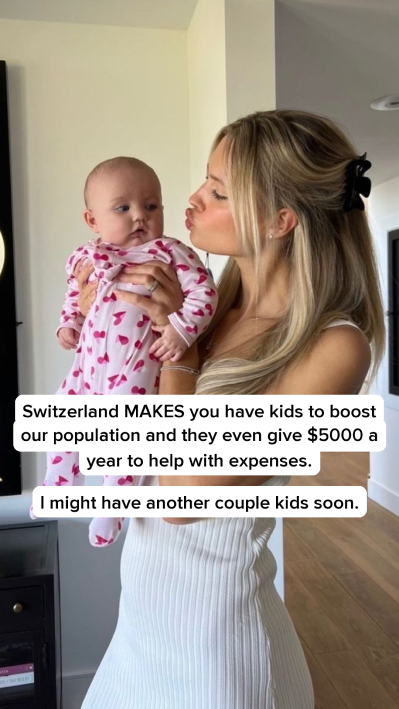 Switzerland MAKES you have kids to boost
our population and they even give $5000 a
year to help with expenses.
I might have another couple kids soon.